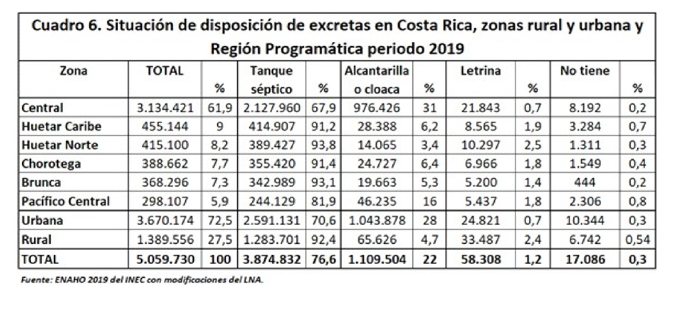 Cuadro 6. Situación de disposición de excretas en Costa Rica, zonas rural y urbana y
Región Programática periodo 2019
Zona TOTAL % Tanque séptico % Alcantarilla o cloaca % Letrina % No tiene %
Central 3.134.421 61,9 2.127.960 67,9 976.426 31 21.843 0,7 8.192 0,2
Huetar Caribe 455.144 9 414.907 91,2 28.388 6,2 8.565 1,9 3.284 0,7
Huetar Norte 415.100 8,2 389.427 93,8 14.065 3,4 10.297 2,5 1.311 0,3
Chorotega 388.662 7,7 355.420 91,4 24.727 6,4 6.966 1,8 1.549 0,4
Brunca 368.296 7,3 342.989 93,1 19.663 5,3 5.200 1,4 444 0,2
Pacífico Central 298.107 5,9 244.129 81,9 46.235 16 5.437 1,8 2.306 0,8
Urbana 3.670.174 72,5 2.591.131 70,6 1.043.878 28 24.821 0,7 10.344 0,3
Rural 1.389.556 27,5 1.283.701 92,4 65.626 4,7 33.487 2,4 6.742 0,54
TOTAL 5.059.730 100 3.874.832 76,6 1.109.504 22 58.308 1,2 17.086 0,3
Fuente: ENAHO 2019 del INEC con modificaciones del LNA.